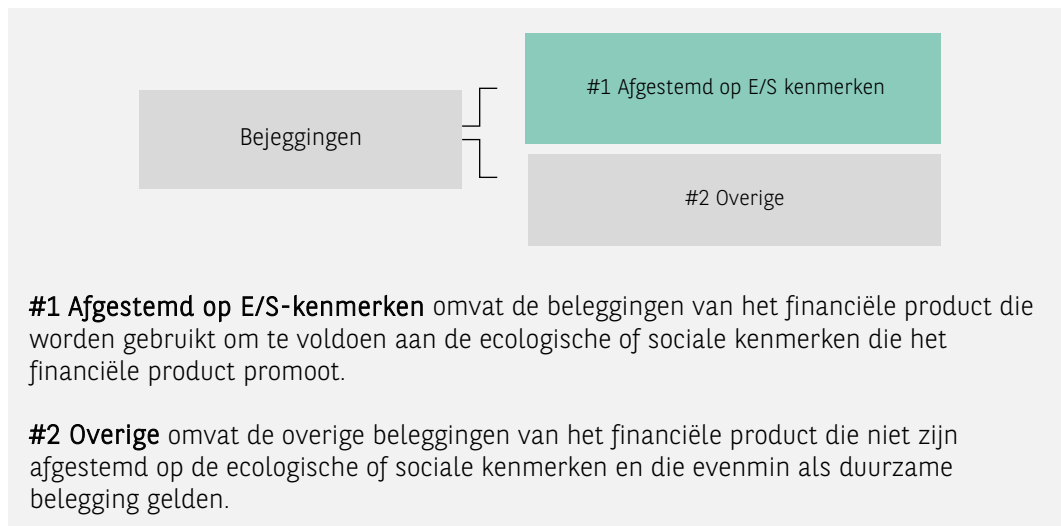 #1 Afgestemd op E/S kenmerken
Bejeggingen
#2 Overige
#1 Afgestemd op E/S-kenmerken omvat de beleggingen van het financiële product die
worden gebruikt om te voldoen aan de ecologische of sociale kenmerken die het
financiële product promoot.
#2 Overige omvat de overige beleggingen van het financiële product die niet zijn
afgestemd op de ecologische of sociale kenmerken en die evenmin als duurzame
belegging gelden.